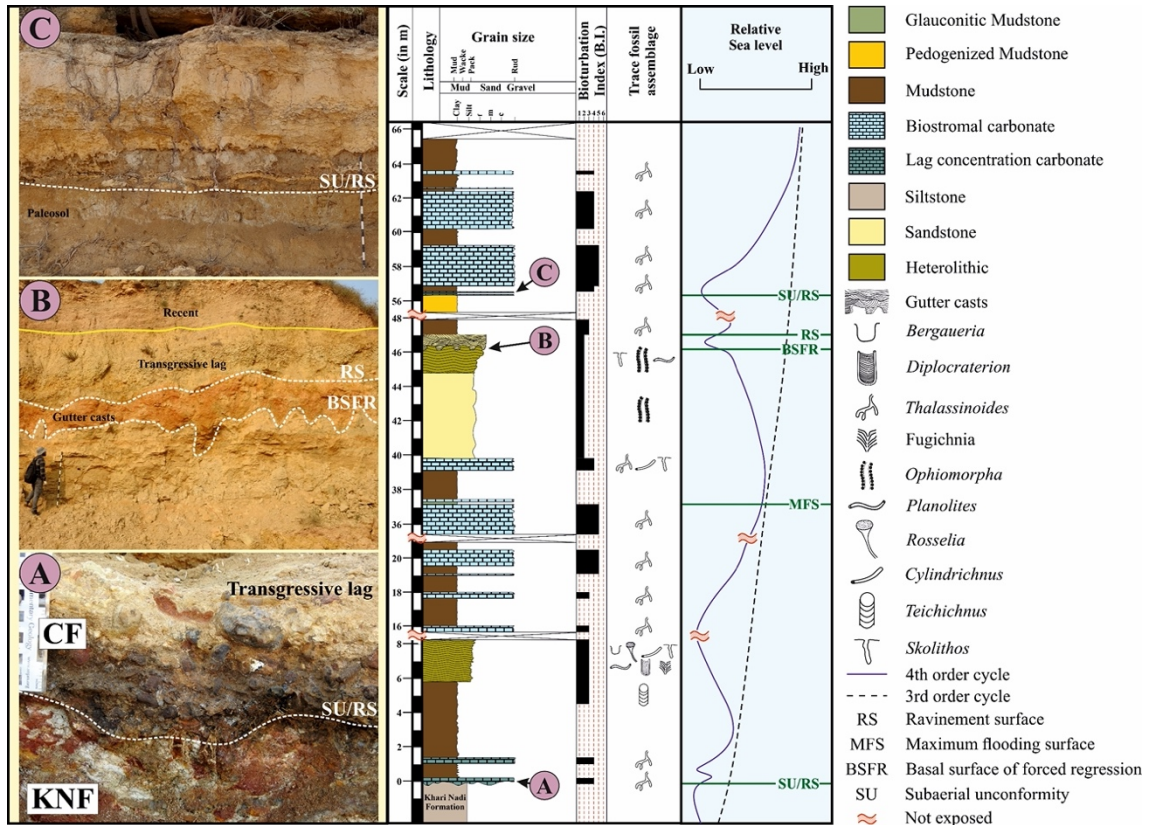 C
SU/RS
Paleosol
B
Recent
Transgressive lag
RS
BSFR
Gutter casts
A
Transgressive lag
CF
SU/RS
KNF
Scale (in m)
Lithology
Grain size
Mud
Wacke
Pack
Rud
Mud Sand Gravel
Clay
Silt
f
m
c
Bioturbation
Index (B.I.)
1 2 3 4 5 6
Trace fossil
assemblage
Relative
Sea level
Low High
66
64
62
60
58
56
48
46
44
42
40
38
36
20
18
16
8
6
4
2
0
C
B
A
Khari Nadi
Formation
SU/RS
RS
BSFR
MFS
SU/RS
Glauconitic Mudstone
Pedogenized Mudstone
Mudstone
Biostromal carbonate
Lag concentration carbonate
Siltstone
Sandstone
Heterolithic
Gutter casts
Bergaueria
Diplocraterion
Thalassinoides
Fugichnia
Ophiomorpha
Planolites
Rosselia
Cylindrichnus
Teichichnus
Skolithos
4th order cycle
3rd order cycle
RS Ravinement surface
MFS Maximum flooding surface
BSFR Basal surface of forced regression
SU Subaerial unconformity
Not exposed